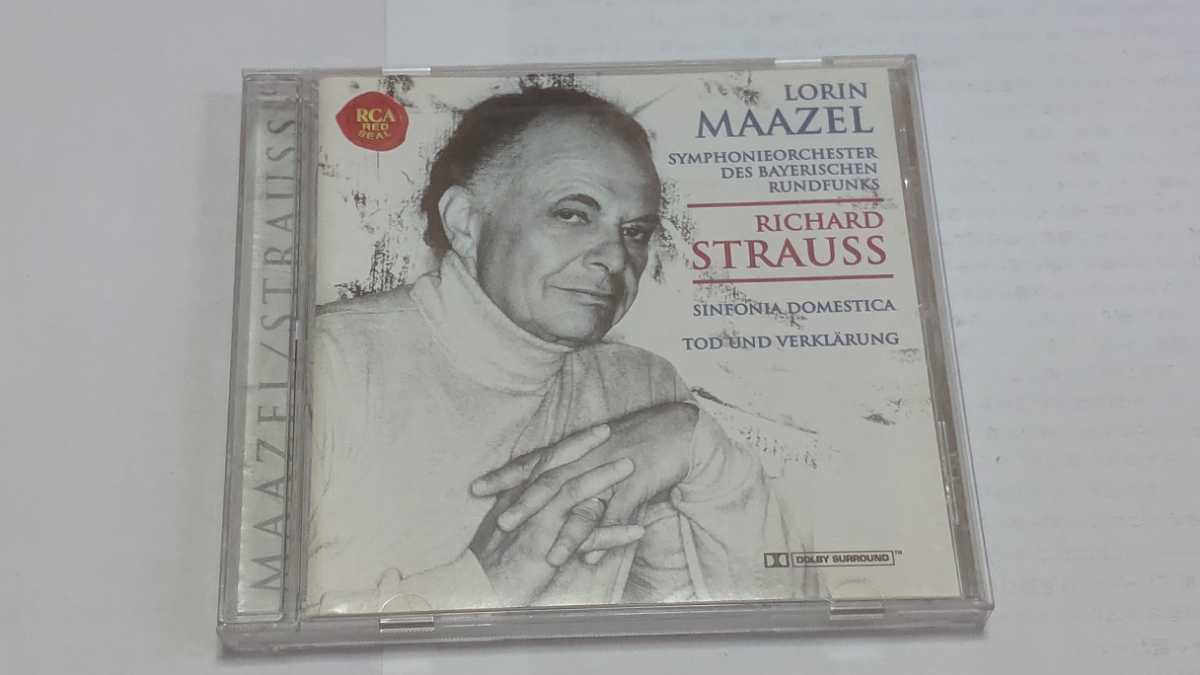 MAAZEL/STRAUSS
RCA
RED
SEAL
LORIN
MAAZEL
SYMPHONIEORCHESTER
DES BAYERISCHEN
RUNDFUNKS
RICHARD
STRAUSS
SINFONIA DOMESTICA
TOD UND VERKLÄRUNG
DOLBY SURROUND™